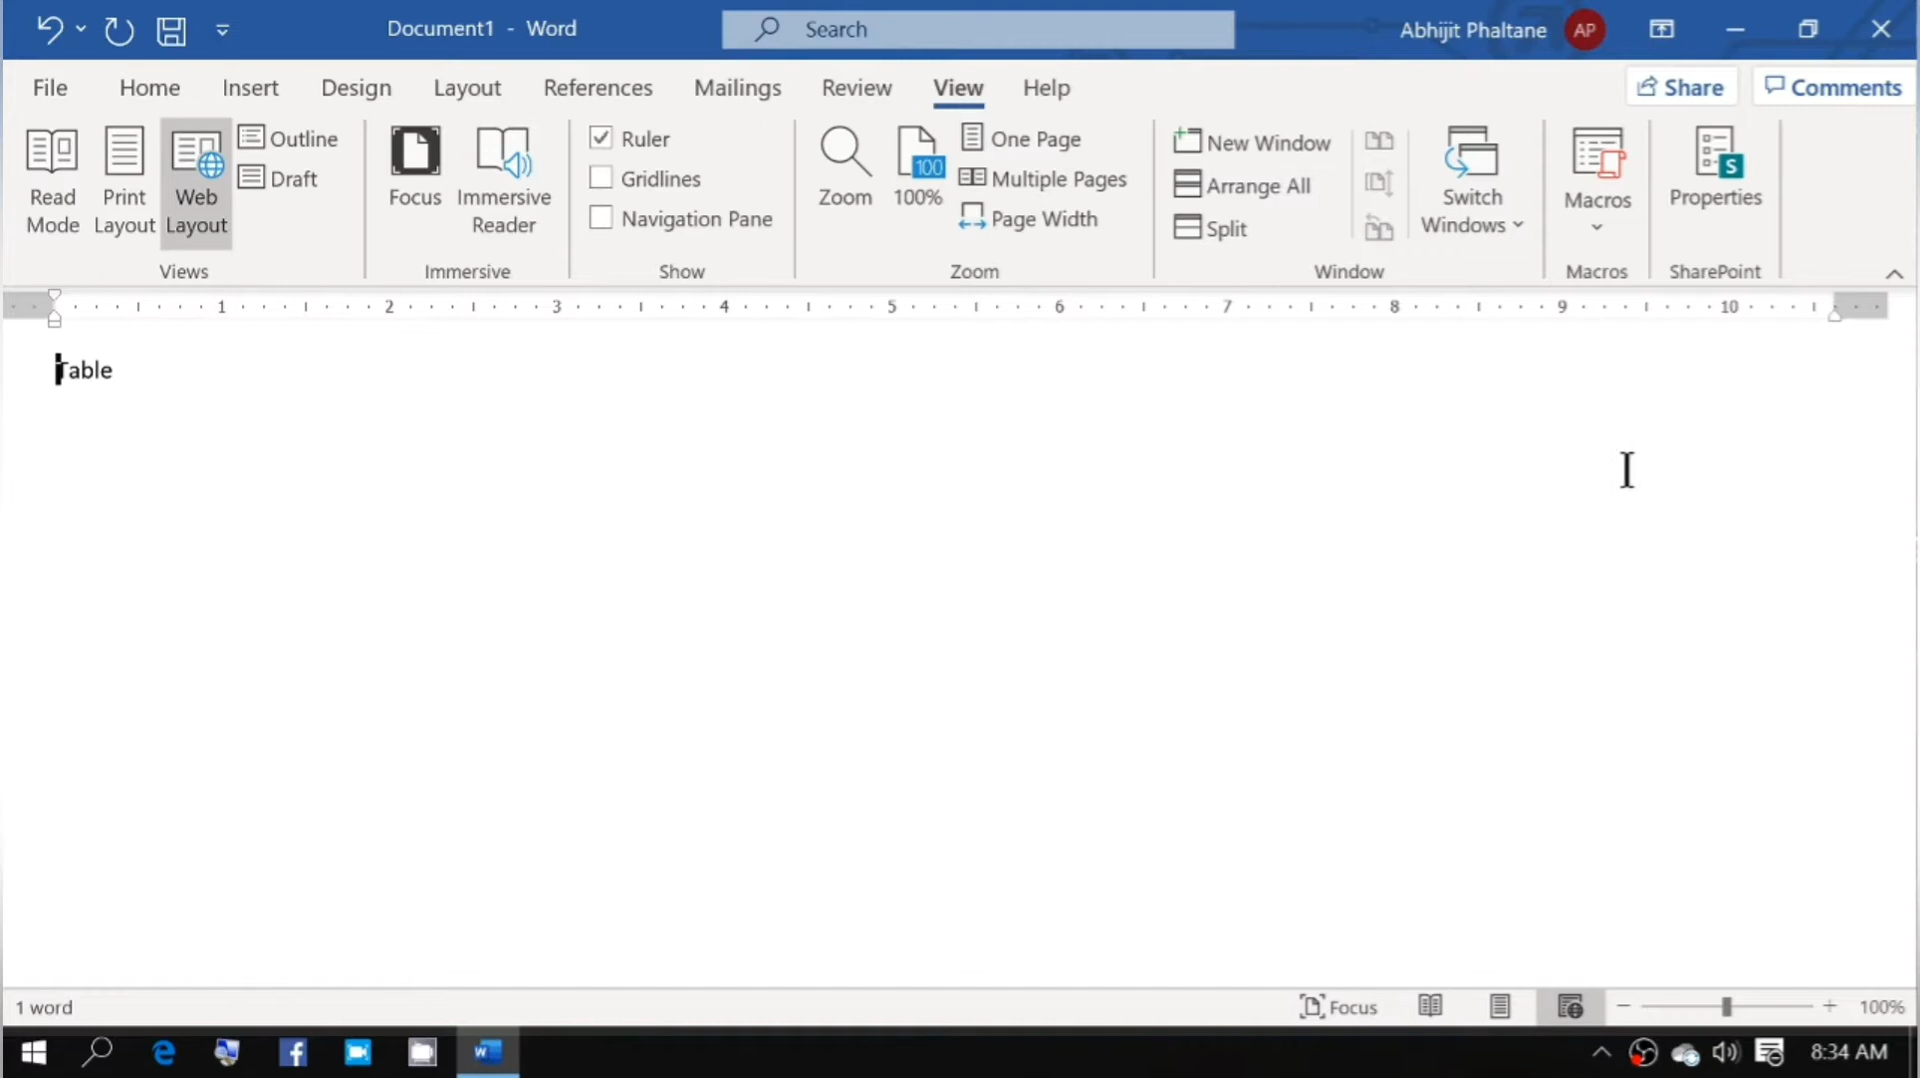 Document1 - Word
Search
Abhijit Phaltane
AP
File Home Insert Design Layout References Mailings Review View Help
Share
Comments
Read Mode
Print Layout
Web Layout
Outline
Draft
Views
Focus
Immersive Reader
Immersive
Ruler
Gridlines
Navigation Pane
Show
Zoom
100
100%
One Page
Multiple Pages
Page Width
Zoom
New Window
Arrange All
Split
Switch Windows
Window
Macros
Macros
S
Properties
SharePoint
1 2 3 4 5 6 7 8 9 10
Table
1 word
Focus
100%
8:34 AM